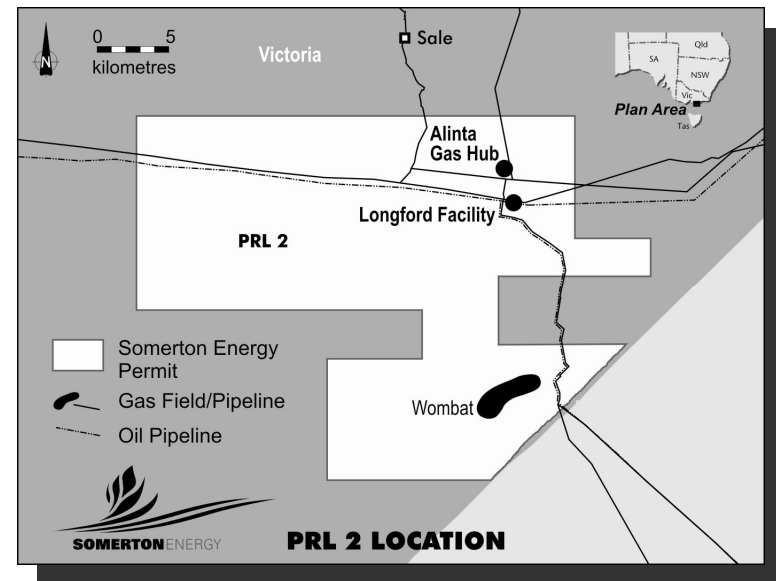 0 5
kilometres
Victoria
Sale
Qld
SA
NSW
Vic
Plan Area
Tas
Alinta
Gas Hub
Longford Facility
PRL 2
Somerton Energy
Permit
Gas Field/Pipeline
Oil Pipeline
Wombat
SOMERTONENERGY
PRL 2 LOCATION